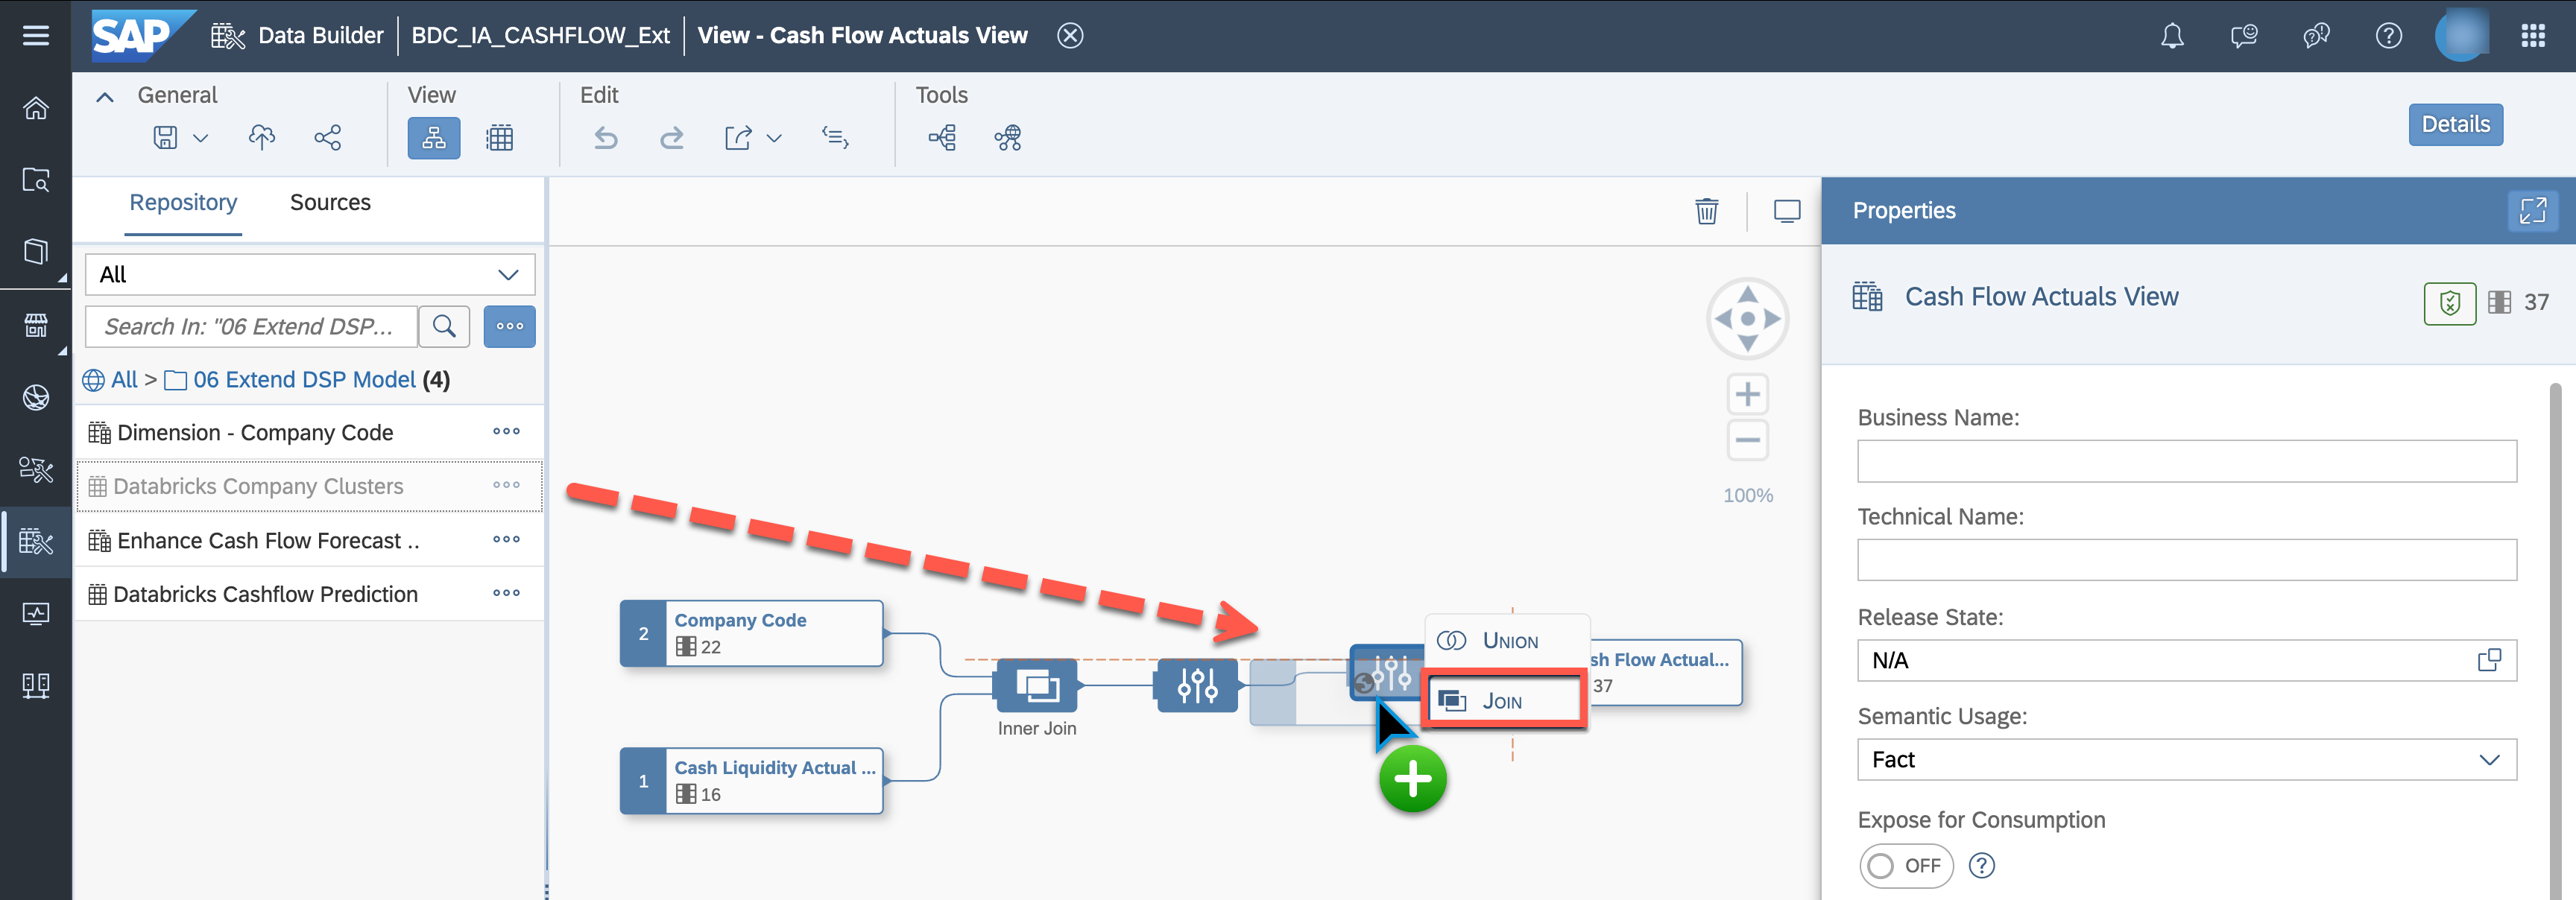 SAP
Data Builder
BDC_IA_CASHFLOW_Ext
View - Cash Flow Actuals View
General
View
Edit
Tools
Details
Repository
Sources
All
Search In: "06 Extend DSP...
All > 06 Extend DSP Model (4)
Dimension - Company Code
Databricks Company Clusters
Enhance Cash Flow Forecast ..
Databricks Cashflow Prediction
100%
2
Company Code
22
1
Cash Liquidity Actual ...
16
Inner Join
Union
Join
sh Flow Actual...
37
Properties
Cash Flow Actuals View
37
Business Name:
Technical Name:
Release State:
N/A
Semantic Usage:
Fact
Expose for Consumption
OFF